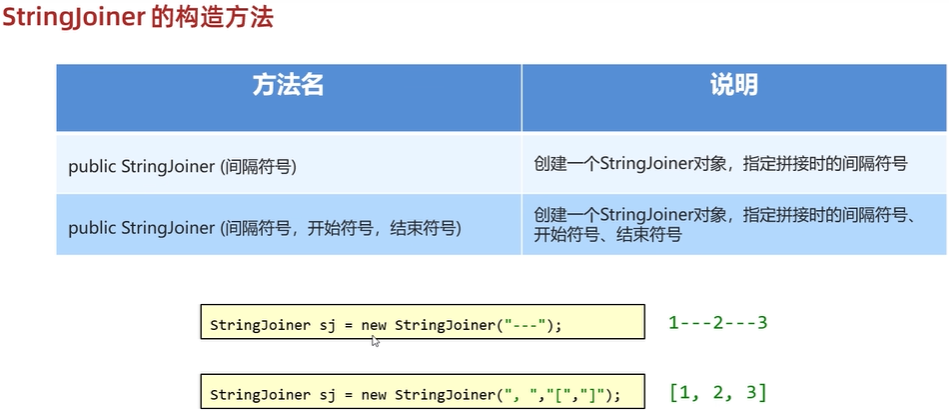 StringJoiner 的构造方法
方法名
说明
public StringJoiner (间隔符号)
创建一个StringJoiner对象，指定拼接时的间隔符号
public StringJoiner (间隔符号，开始符号，结束符号)
创建一个StringJoiner对象，指定拼接时的间隔符号、
开始符号、结束符号
StringJoiner sj = new StringJoiner("---");
1---2---3
StringJoiner sj = new StringJoiner(", ","[","]");
[1, 2, 3]